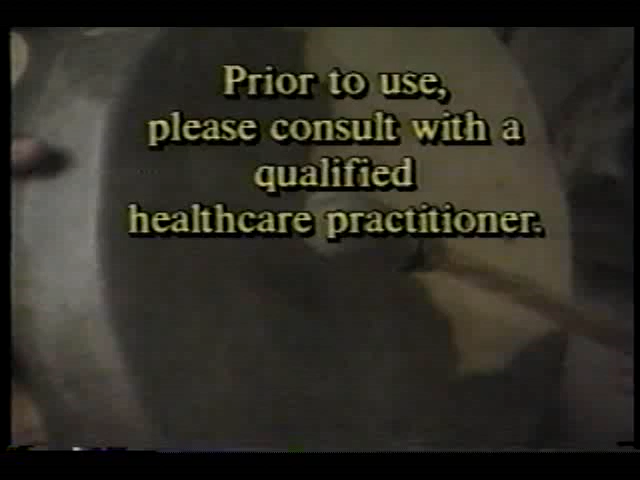 Prior to use,
please consult with a
qualified
healthcare practitioner.